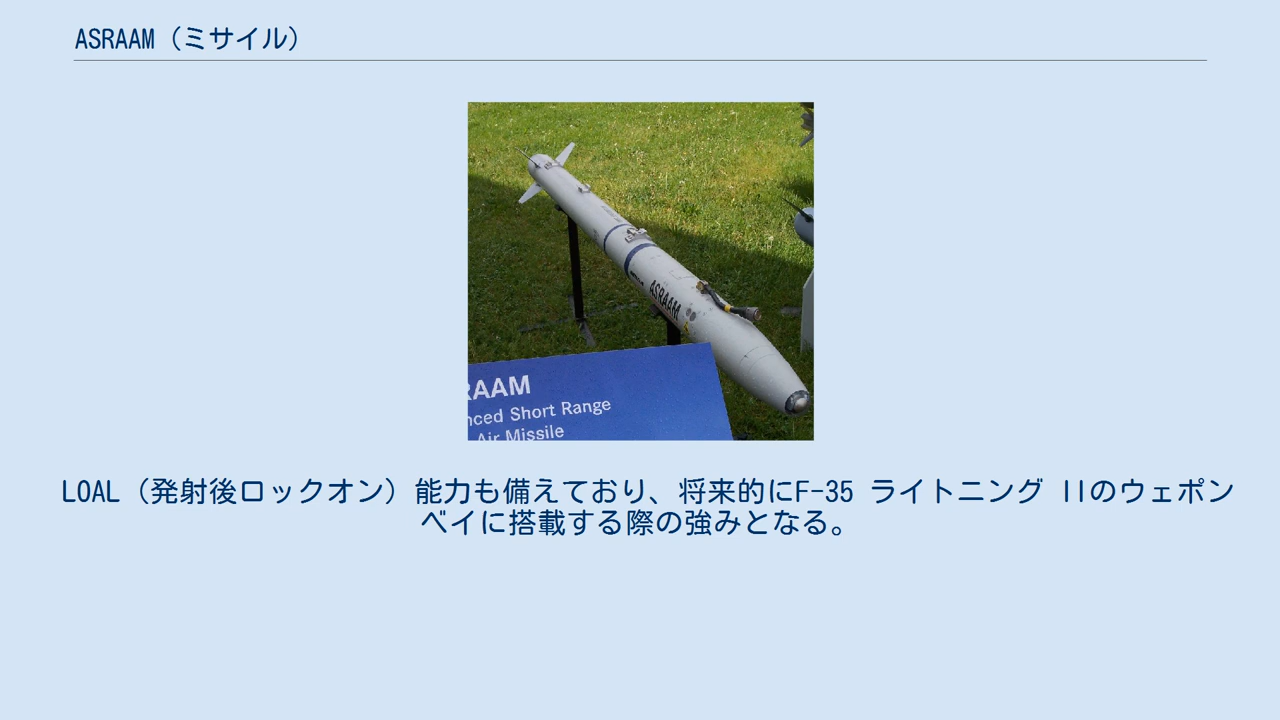 ASRAAM（ミサイル）
ASRAAM
RAAM
nced Short Range
Air Missile
LOAL（発射後ロックオン）能力も備えており、将来的にF-35 ライトニング IIのウェポン
ベイに搭載する際の強みとなる。